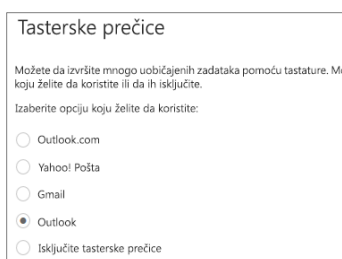 Tasterske prečice
Možete da izvršite mnogo uobičajenih zadataka pomoću tastature.
koju želite da koristite ili da ih isključite.
Izaberite opciju koju želite da koristite:
Outlook.com
Yahoo! Pošta
Gmail
Outlook
Isključite tasterske prečice